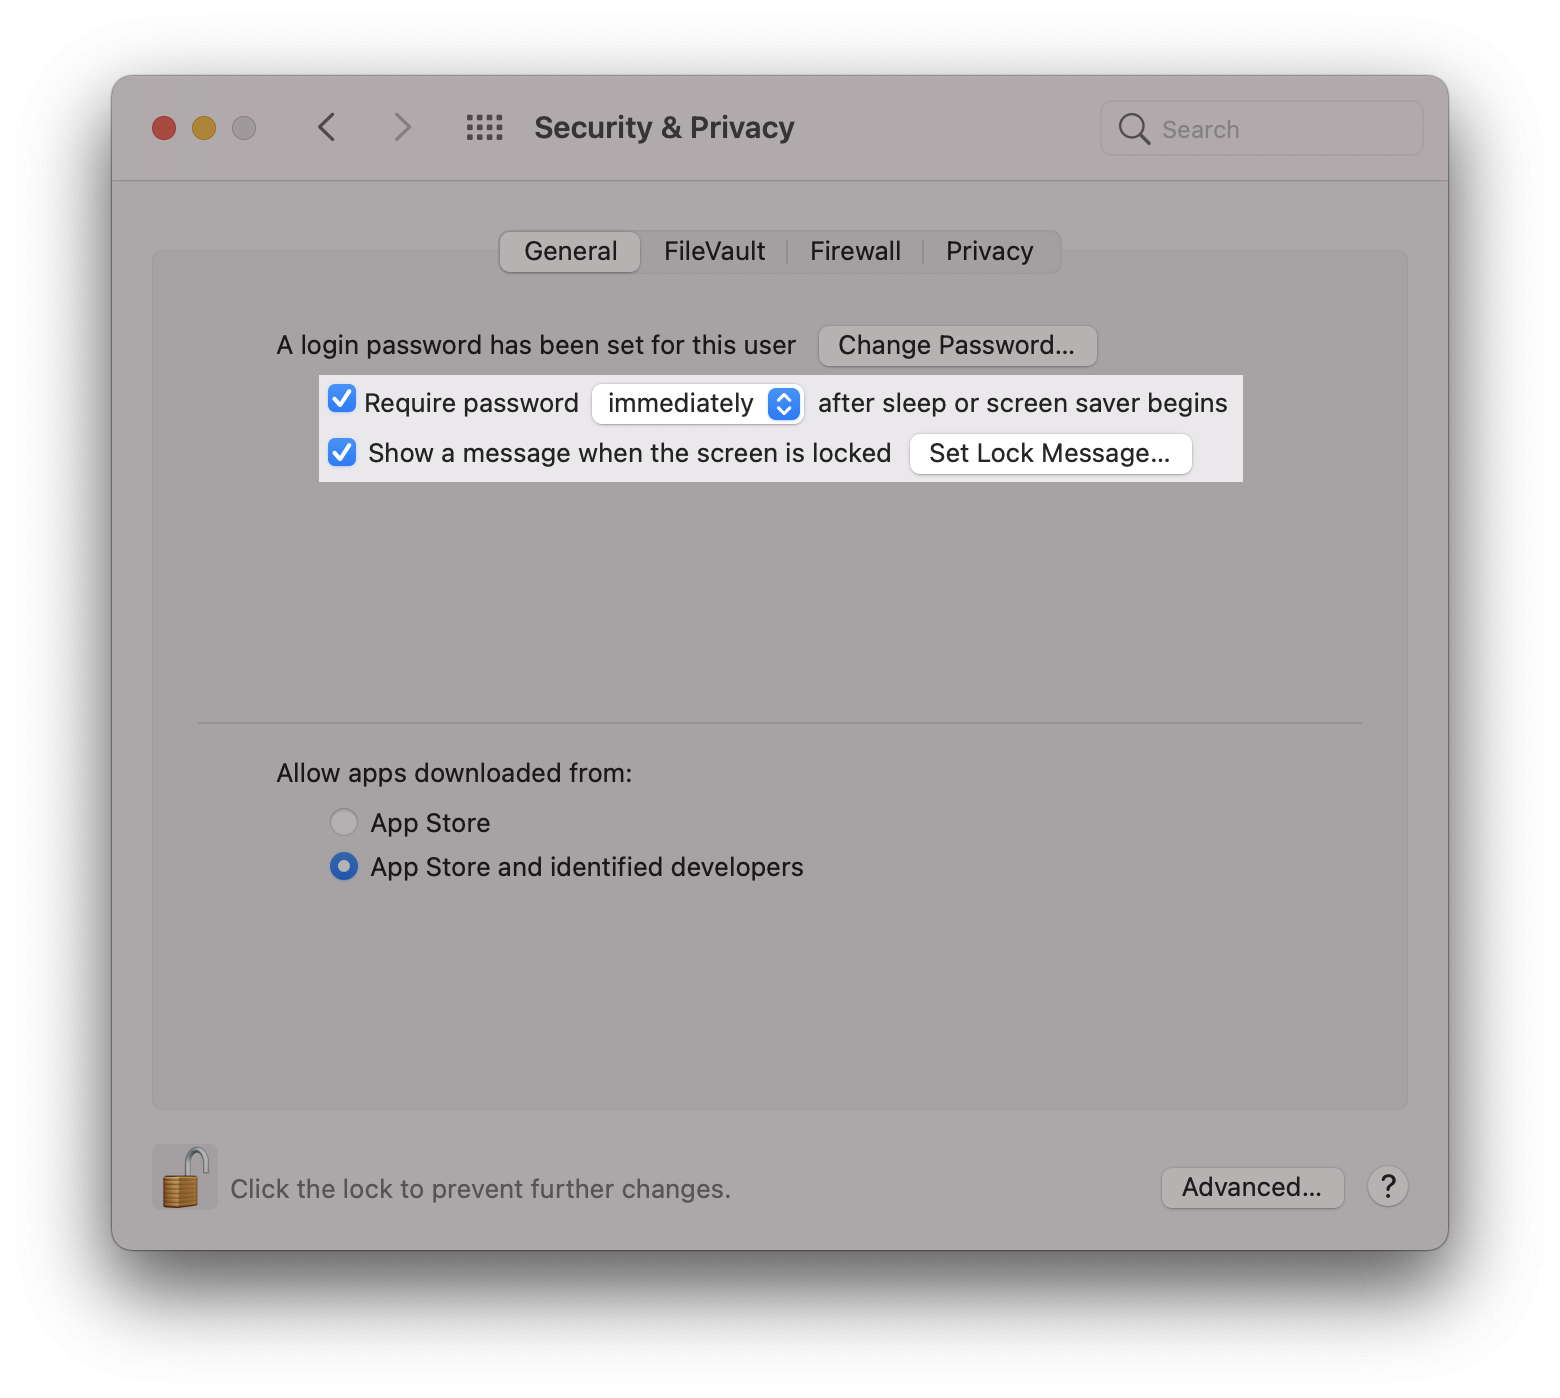 Security & Privacy
Search
General FileVault Firewall Privacy
A login password has been set for this user Change Password...
Require password immediately after sleep or screen saver begins
Show a message when the screen is locked Set Lock Message...
Allow apps downloaded from:
App Store
App Store and identified developers
Click the lock to prevent further changes. Advanced... ?